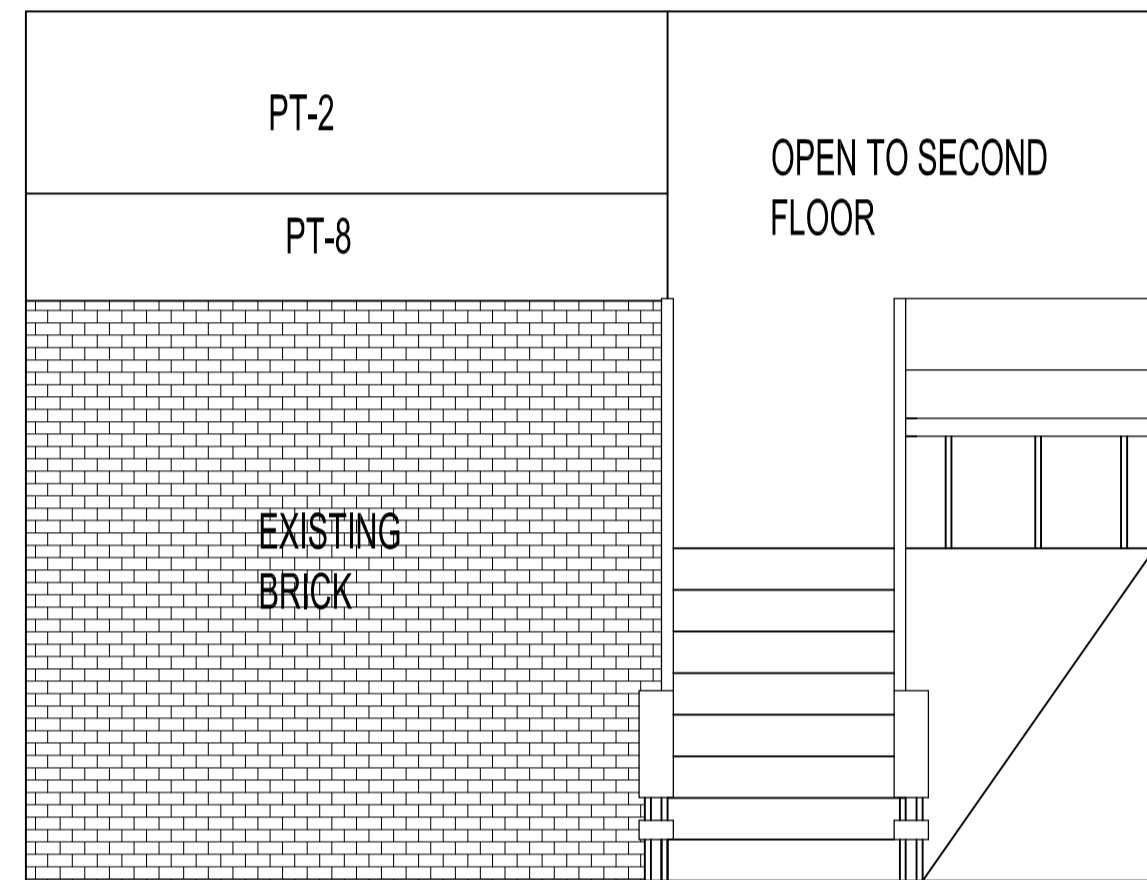 PT-2
OPEN TO SECOND
FLOOR
PT-8
EXISTING
BRICK